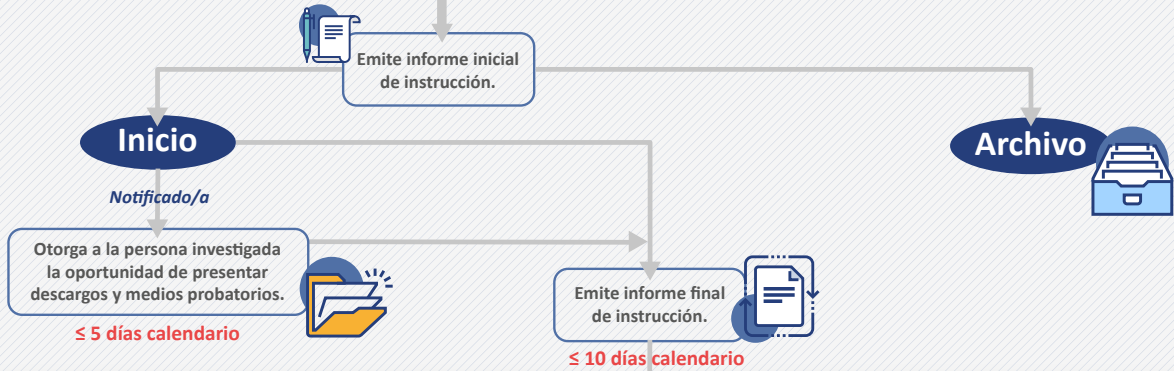 Emite informe inicial
de instrucción.
Inicio
Archivo
Notificado/a
Otorga a la persona investigada
la oportunidad de presentar
descargos y medios probatorios.
≤ 5 días calendario
Emite informe final
de instrucción.
≤ 10 días calendario